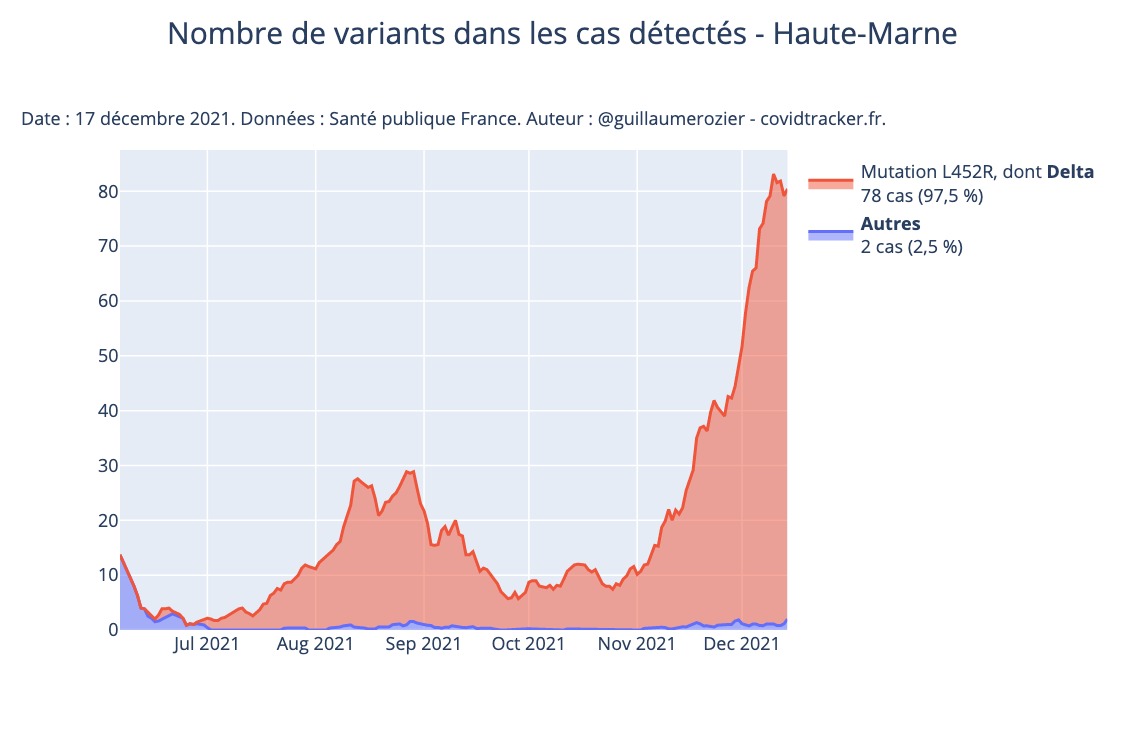 Nombre de variants dans les cas détectés - Haute-Marne
Date : 17 décembre 2021. Données : Santé publique France. Auteur : @guillaumerozier - covidtracker.fr.
Mutation L452R, dont Delta
78 cas (97,5 %)
Autres
2 cas (2,5 %)
80
70
60
50
40
30
20
10
0
Jul 2021
Aug 2021
Sep 2021
Oct 2021
Nov 2021
Dec 2021